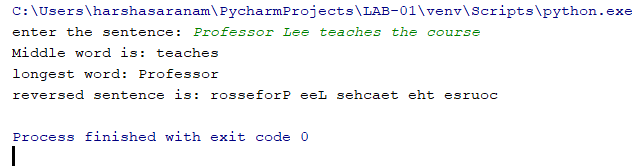 C:\Users\harshasaranam\PycharmProjects\LAB-01\venv\Scripts\python.exe
enter the sentence: Professor Lee teaches the course
Middle word is: teaches
longest word: Professor
reversed sentence is: rosseforP eeL sehcaet eht esruoc
Process finished with exit code 0